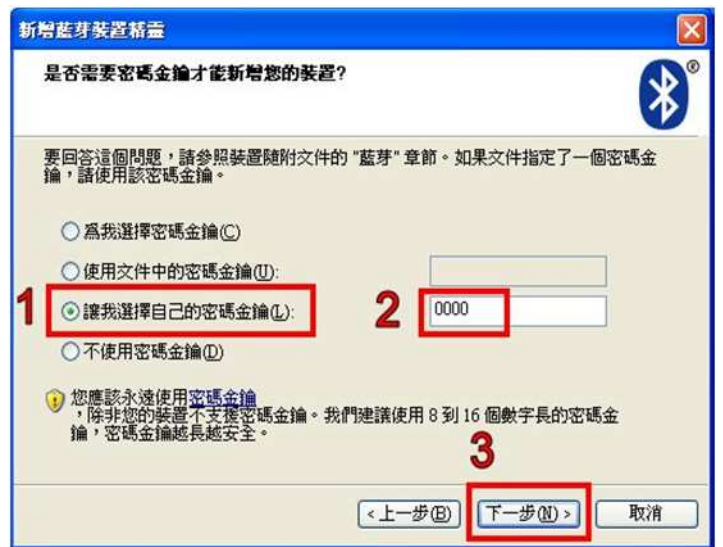 新增藍芽裝置精靈
是否需要密碼金鑰才能新增您的裝置?
®
要回答這個問題，請參照裝置隨附文件的 "藍芽" 章節。如果文件指定了一個密碼金
鑰，請使用該密碼金鑰。
為我選擇密碼金鑰(C)
使用文件中的密碼金鑰(U):
1 讓我選擇自己的密碼金鑰(L): 2 0000
不使用密碼金鑰(D)
您應該永遠使用密碼金鑰
，除非您的裝置不支援密碼金鑰。我們建議使用 8 到 16 個數字長的密碼金
鑰，密碼金鑰越長越安全。
3
<上一步(B) 下一步(N) > 取消